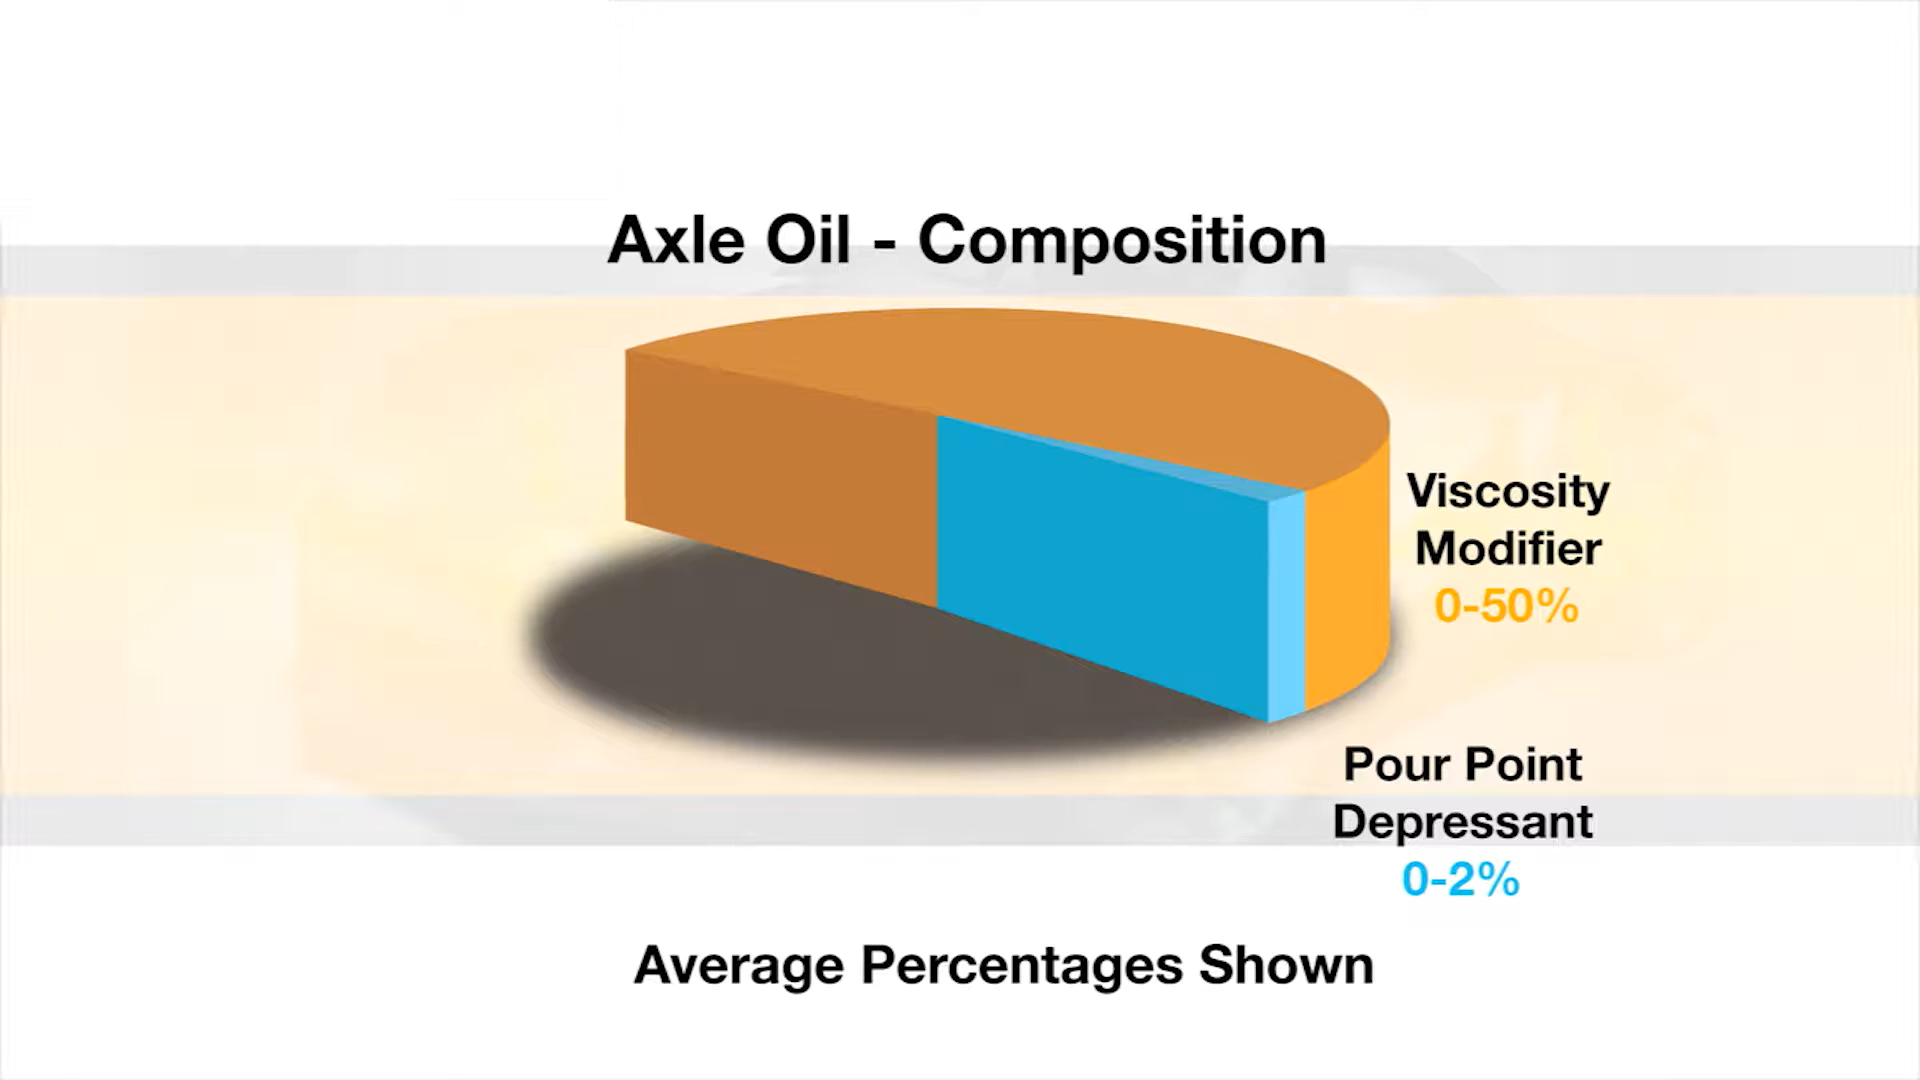 Axle Oil - Composition
Viscosity
Modifier
0-50%
Pour Point
Depressant
0-2%
Average Percentages Shown